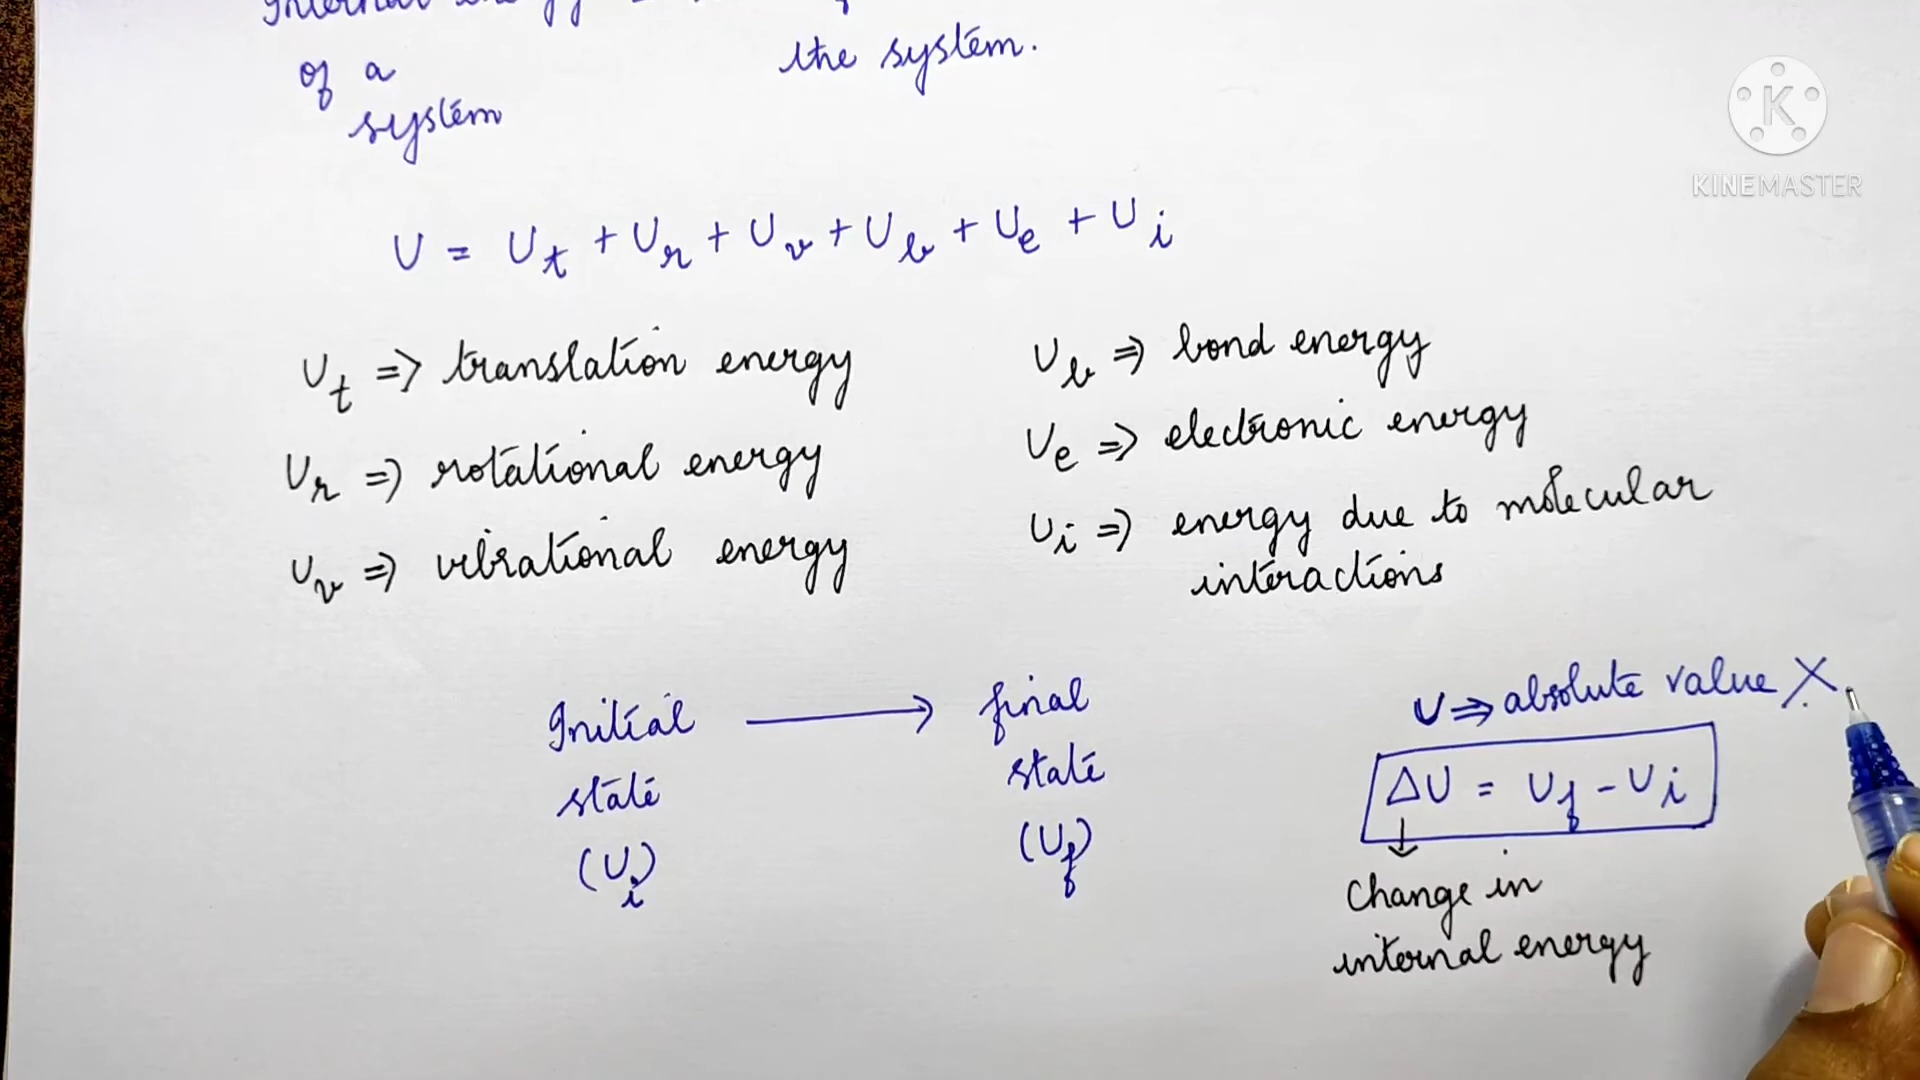 Internal energy
the system.
of a
system
KINEMASTER
U = Ut + Ur + Uv + Ub + Ue + Ui
Ut => translation energy
Ub => bond energy
Ur => rotational energy
Ue => electronic energy
Uv => vibrational energy
Ui => energy due to molecular
interactions
Initial → final
state state
(Ui) (Uf)
U => absolute value X
ΔU = Uf - Ui
↓
Change in
internal energy